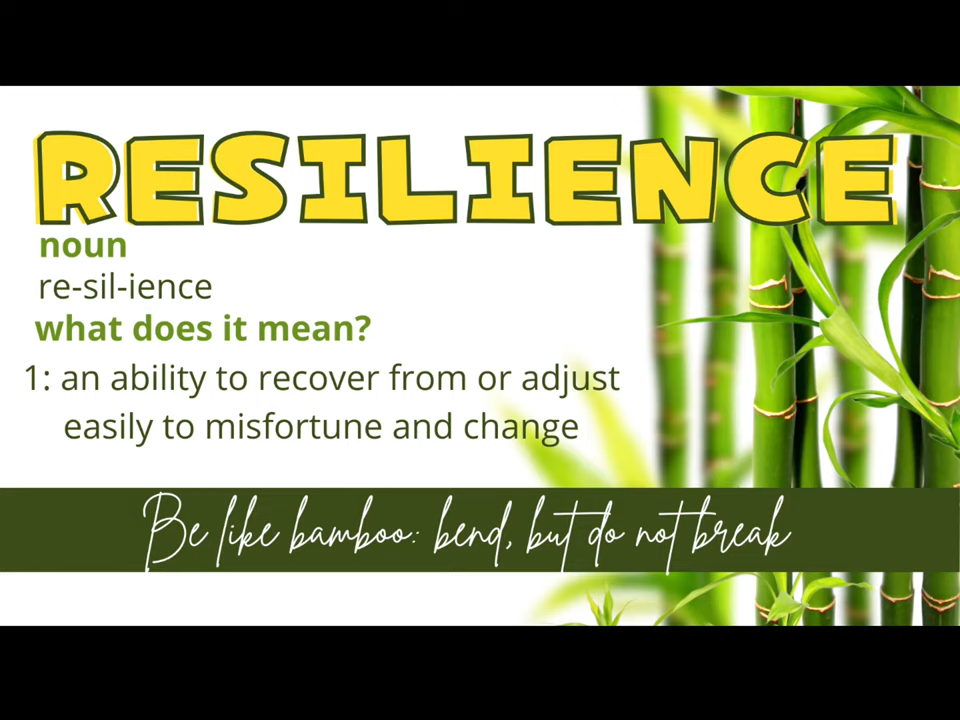 RESILIENCE
noun
re-sil-ience
what does it mean?
1: an ability to recover from or adjust
easily to misfortune and change
Be like bamboo: bend, but do not break